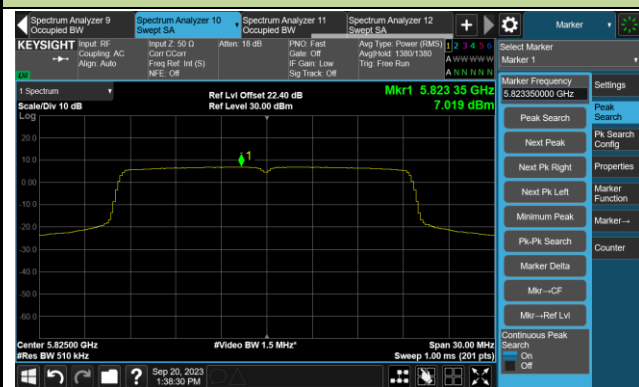 Spectrum Analyzer 9
Occupied BW
Spectrum Analyzer 10
Swept SA
Spectrum Analyzer 11
Occupied BW
Spectrum Analyzer 12
Swept SA
+
Marker
KEYSIGHT
Input: RF
Coupling: AC
Align: Auto
Input Z: 50 Ω
Corr CCorr
Freq Ref: Int (S)
NFE: Off
Atten: 18 dB
PNO: Fast
Gate: Off
IF Gain: Low
Sig Track: Off
Avg Type: Power (RMS)
Avg|Hold: 1380/1380
Trig: Free Run
1 2 3 4 5 6
A W W W W W
A N N N N N
Select Marker
Marker 1
LXI
1 Spectrum
Scale/Div 10 dB
Log
Ref Lvl Offset 22.40 dB
Ref Level 30.00 dBm
Mkr1 5.823 35 GHz
7.019 dBm
20.0
10.0
0.00
-10.0
-20.0
-30.0
-40.0
-50.0
-60.0
1
Center 5.82500 GHz
#Res BW 510 kHz
#Video BW 1.5 MHz*
Span 30.00 MHz
Sweep 1.00 ms (201 pts)
Marker Frequency
5.823350000 GHz
Peak Search
Next Peak
Next Pk Right
Next Pk Left
Minimum Peak
Pk-Pk Search
Marker Delta
Mkr→CF
Mkr→Ref Lvl
Continuous Peak
Search
On
Off
Settings
Peak
Search
Pk Search
Config
Properties
Marker
Function
Marker→
Counter
?
Sep 20, 2023
1:38:30 PM